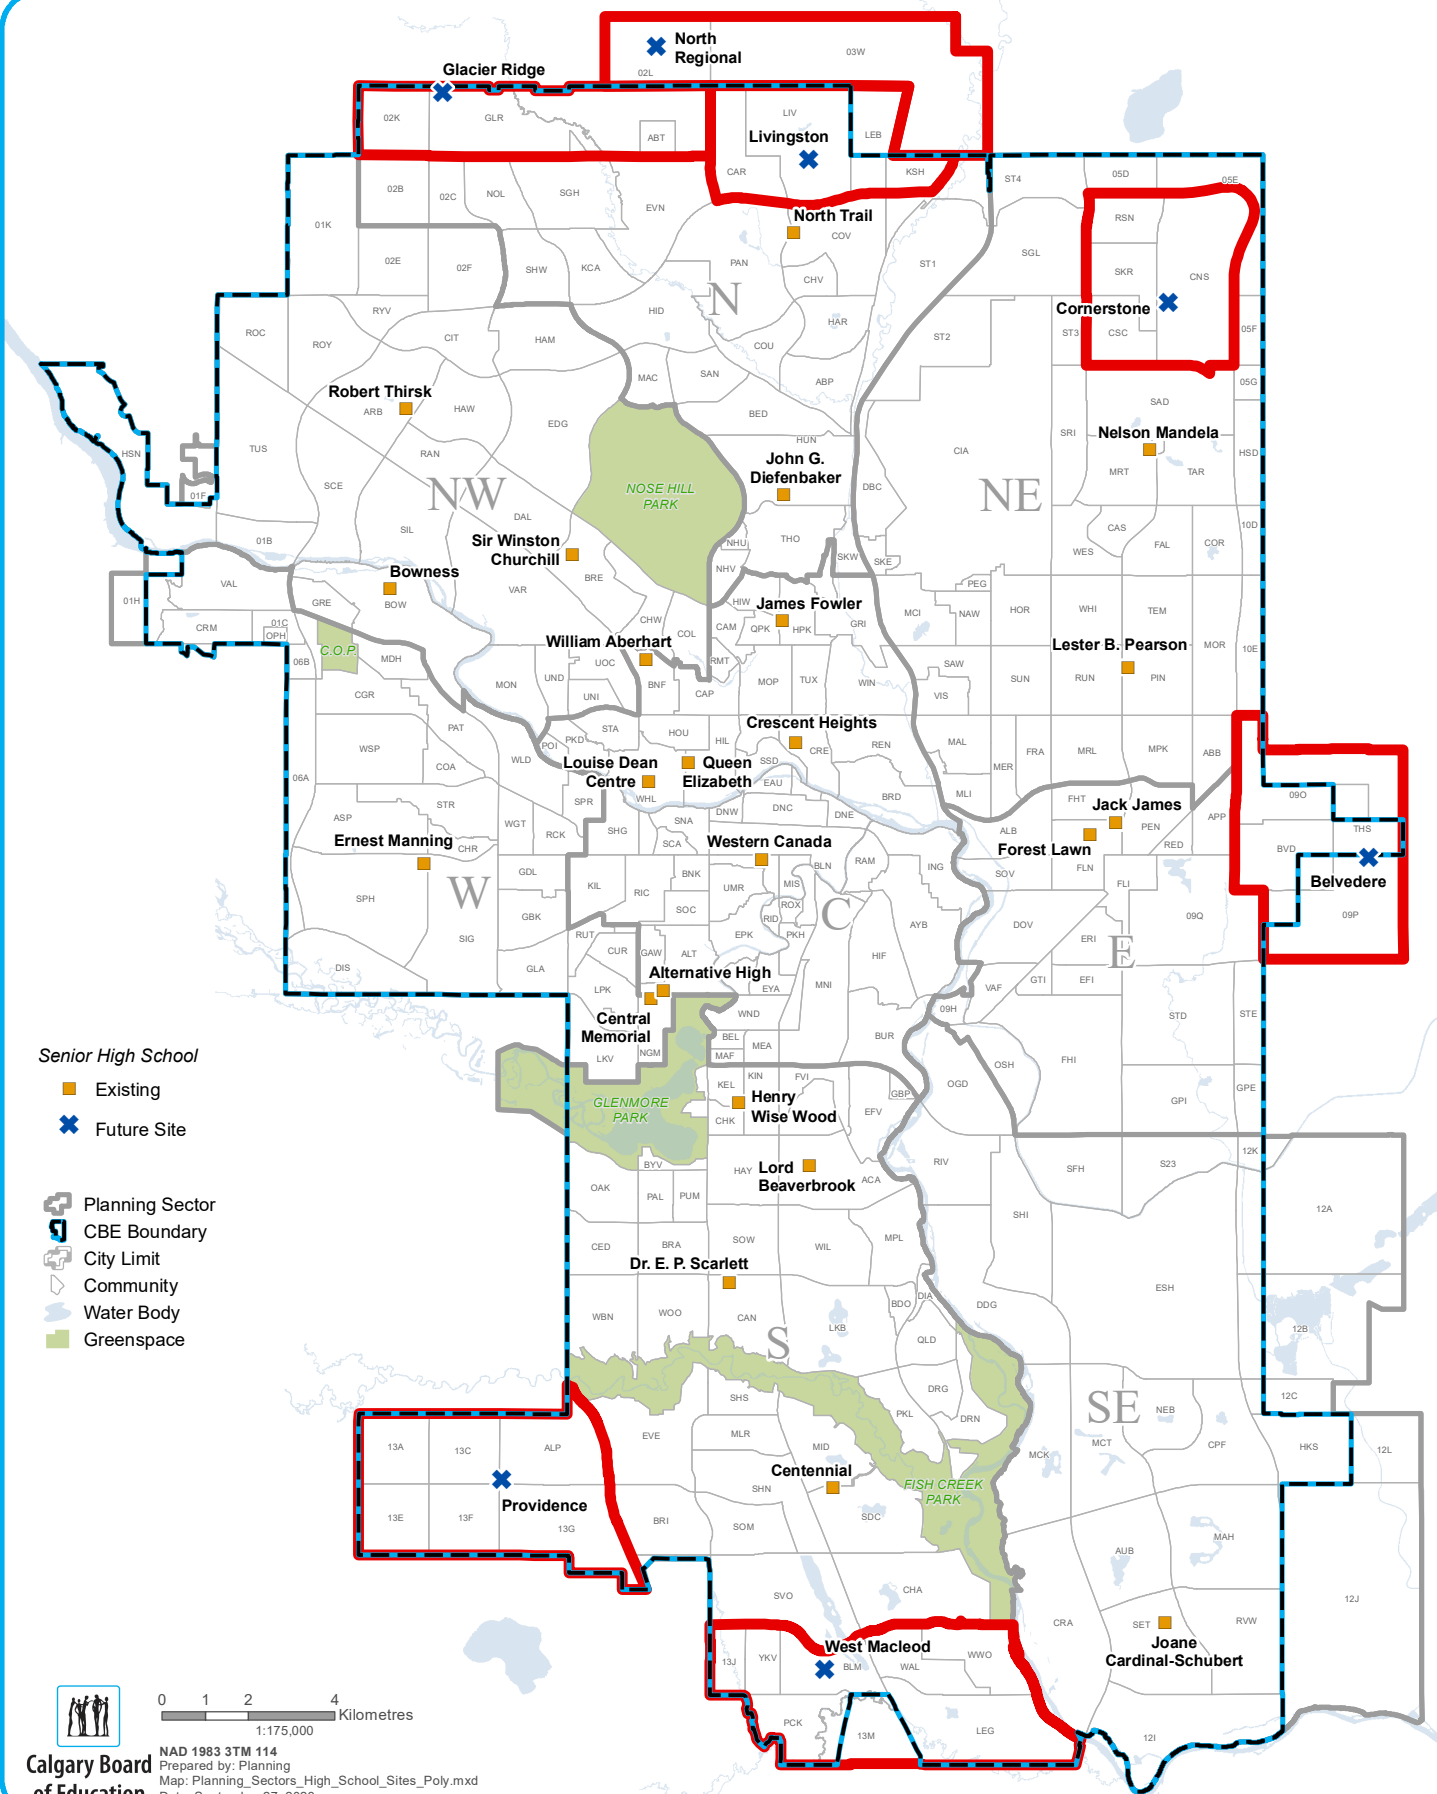 North
Regional
03W
02L
Glacier Ridge
02K
GLR
ABT
LIV
Livingston
LEB
CAR
KSH
ST4
05D
05E
02B
02C
NOL
SGH
EVN
North Trail
COV
RSN
01K
02E
02F
SHW
KCA
PAN
N
CHV
ST1
SGL
SKR
CNS
Cornerstone
HID
HAR
ST2
ST3
CSC
05F
ROC
RYV
ROY
CIT
HAM
COU
MAC
SAN
ABP
05G
Robert Thirsk
ARB
HAW
EDG
BED
SAD
HUN
SRI
Nelson Mandela
TUS
HSN
RAN
CIA
MRT
TAR
HSD
John G.
Diefenbaker
NOSE HILL
PARK
SCE
NW
DBC
NE
01F
DAL
SIL
01B
Sir Winston
Churchill
NHU
THO
SKW
SKE
CAS
WES
FAL
COR
10D
NHV
BRE
Bowness
BOW
VAR
VAL
01H
GRE
PEG
HIW
James Fowler
QPK
HPK
GRI
CAM
MCI
NAW
HOR
WHI
TEM
CHW
COL
CRM
01C
OPH
William Aberhart
Lester B. Pearson
MOR
10E
C.O.P.
06B
MDH
UOC
RMT
SAW
MON
UND
UNI
BNF
CAP
MOP
TUX
WIN
VIS
SUN
RUN
PIN
CGR
PAT
STA
HOU
HIL
Crescent Heights
CRE
REN
MAL
FRA
MRL
MPK
ABB
WSP
POI
PKD
WLD
Louise Dean
Centre
Queen
Elizabeth
SSD
EAU
MER
06A
COA
WHL
BRD
MLI
09O
FHT
Jack James
STR
SPR
DNW
DNC
DNE
ASP
WGT
RCK
SHG
SNA
SCA
ALB
PEN
APP
THS
Ernest Manning
CHR
Western Canada
Forest Lawn
RED
BVD
Belvedere
SPH
W
GDL
KIL
RIC
BNK
UMR
BLN
RAM
ING
SOV
FLN
FLI
MIS
GBK
SOC
ROX
RID
C
AYB
DOV
09Q
09P
SIG
RUT
CUR
GAW
ALT
EPK
PKH
ERI
E
DIS
GLA
HIF
Alternative High
LPK
EYA
MNI
VAF
GTI
EFI
Central
Memorial
WND
09H
STD
STE
BEL
MEA
BUR
LKV
NGM
MAF
KIN
FVI
OSH
FHI
KEL
OGD
GPE
GPI
GLENMORE
PARK
Henry
Wise Wood
GBP
CHK
EFV
BYV
HAY
Lord
Beaverbrook
ACA
RIV
SFH
S23
12K
OAK
PAL
PUM
SHI
12A
CED
BRA
SOW
WIL
MPL
Dr. E. P. Scarlett
ESH
WBN
WOO
CAN
LKB
BDO
DIA
DDG
12B
S
QLD
SHS
DRG
DRN
PKL
SE
NEB
12C
13A
13C
ALP
EVE
MLR
MID
MCK
MCT
CPF
HKS
12L
Centennial
SHN
FISH CREEK
PARK
Providence
13E
13F
13G
BRI
SOM
SDC
MAH
AUB
SVO
CHA
12J
CRA
SET
RVW
West Macleod
13J
YKV
BLM
WAL
WWO
Joane
Cardinal-Schubert
PCK
13M
LEG
12I
Senior High School
Existing
Future Site
Planning Sector
CBE Boundary
City Limit
Community
Water Body
Greenspace
0 1 2 4
Kilometres
1:175,000
Calgary Board
of Education
NAD 1983 3TM 114
Prepared by: Planning
Map: Planning_Sectors_High_School_Sites_Poly.mxd